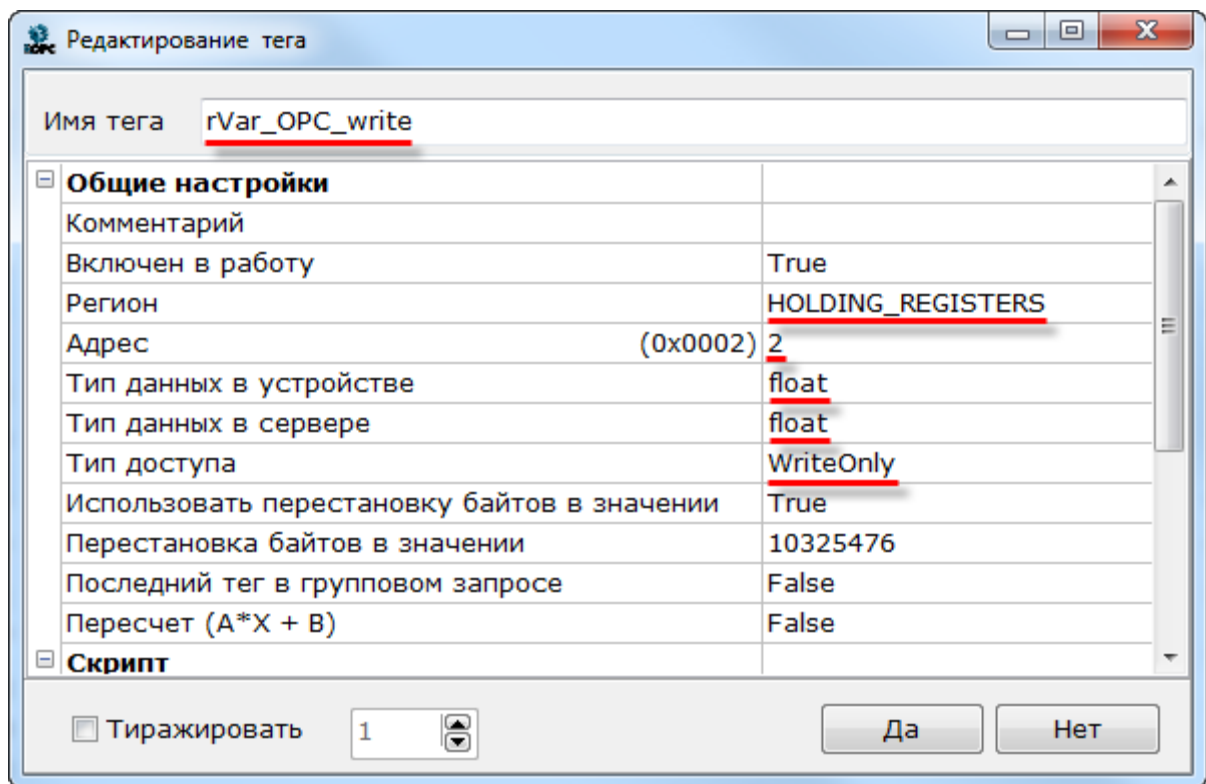 Редактирование тега
Имя тега rVar_OPC_write
Общие настройки
Комментарий
Включен в работу True
Регион HOLDING_REGISTERS
Адрес (0x0002) 2
Тип данных в устройстве float
Тип данных в сервере float
Тип доступа WriteOnly
Использовать перестановку байтов в значении True
Перестановка байтов в значении 10325476
Последний тег в групповом запросе False
Пересчет (A*X + B) False
Скрипт
Тиражировать 1 Да Нет